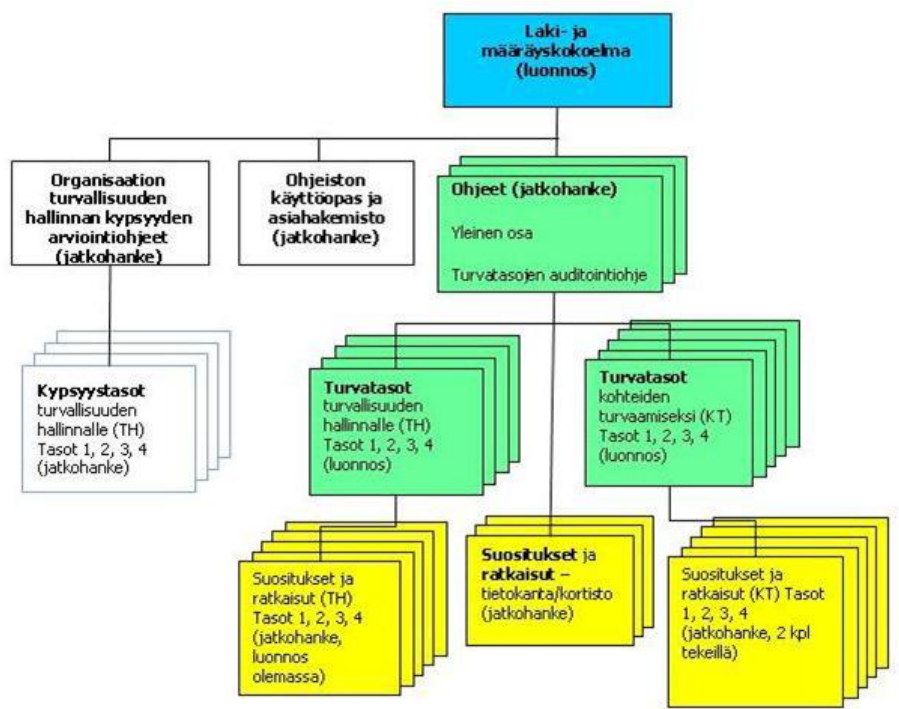 Laki- ja
määräyskokoelma
(luonnos)
Organisaation
turvallisuuden
hallinnan kypsyyden
arviointiohjeet
(jatkohanke)
Ohjeiston
käyttöopas ja
asiahakemisto
(jatkohanke)
Ohjeet (jatkohanke)
Yleinen osa
Turvatasojen auditointiohje
Kypsyystasot
turvallisuuden
hallinnalle (TH)
Tasot 1, 2, 3, 4
(jatkohanke)
Turvatasot
turvallisuuden
hallinnalle (TH)
Tasot 1, 2, 3, 4
(luonnos)
Turvatasot
kohteiden
turvaamiseksi (KT)
Tasot 1, 2, 3, 4
(luonnos)
Suositukset ja
ratkaisut (TH)
Tasot 1, 2, 3, 4
(jatkohanke,
luonnos
olemassa)
Suositukset ja
ratkaisut –
tietokanta/kortisto
(jatkohanke)
Suositukset ja
ratkaisut (KT) Tasot
1, 2, 3, 4
(jatkohanke, 2 kpl
tekeillä)